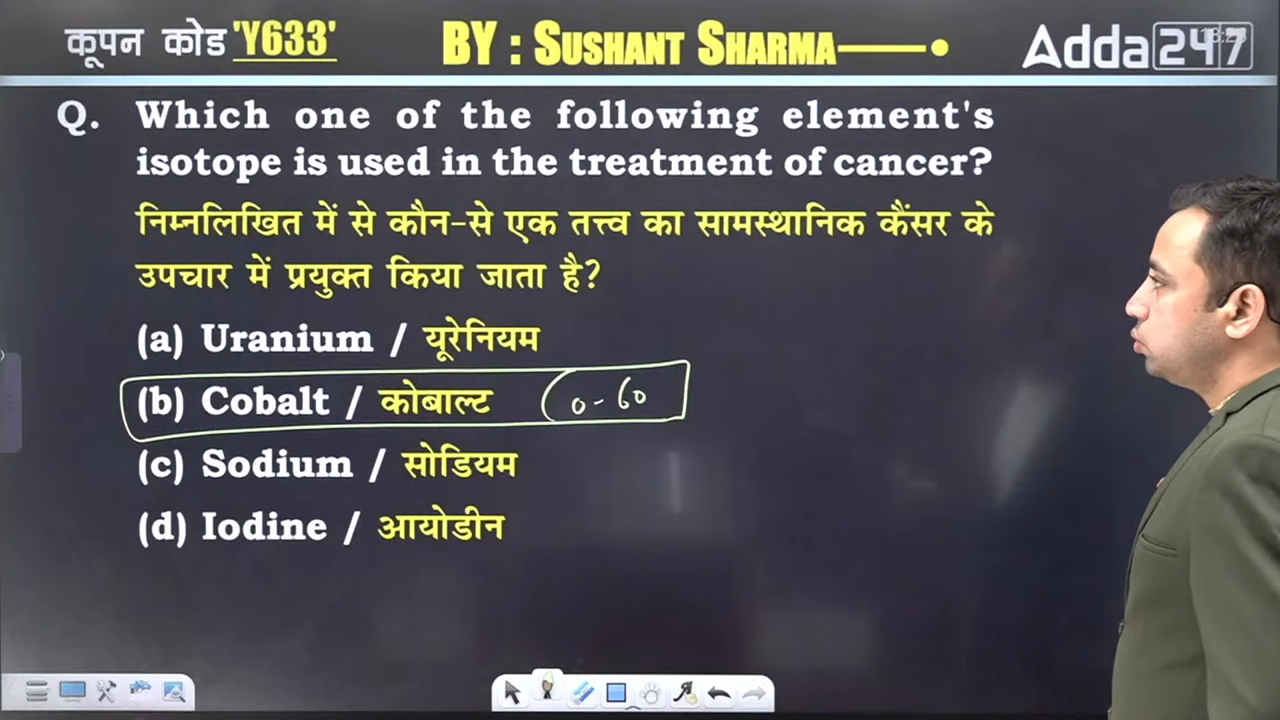 कूपन कोड 'Y633' BY : SUSHANT SHARMA Adda247
Q. Which one of the following element's
isotope is used in the treatment of cancer?
निम्नलिखित में से कौन-से एक तत्त्व का सामस्थानिक कैंसर के
उपचार में प्रयुक्त किया जाता है?
(a) Uranium / यूरेनियम
(b) Cobalt / कोबाल्ट Co-60
(c) Sodium / सोडियम
(d) Iodine / आयोडीन